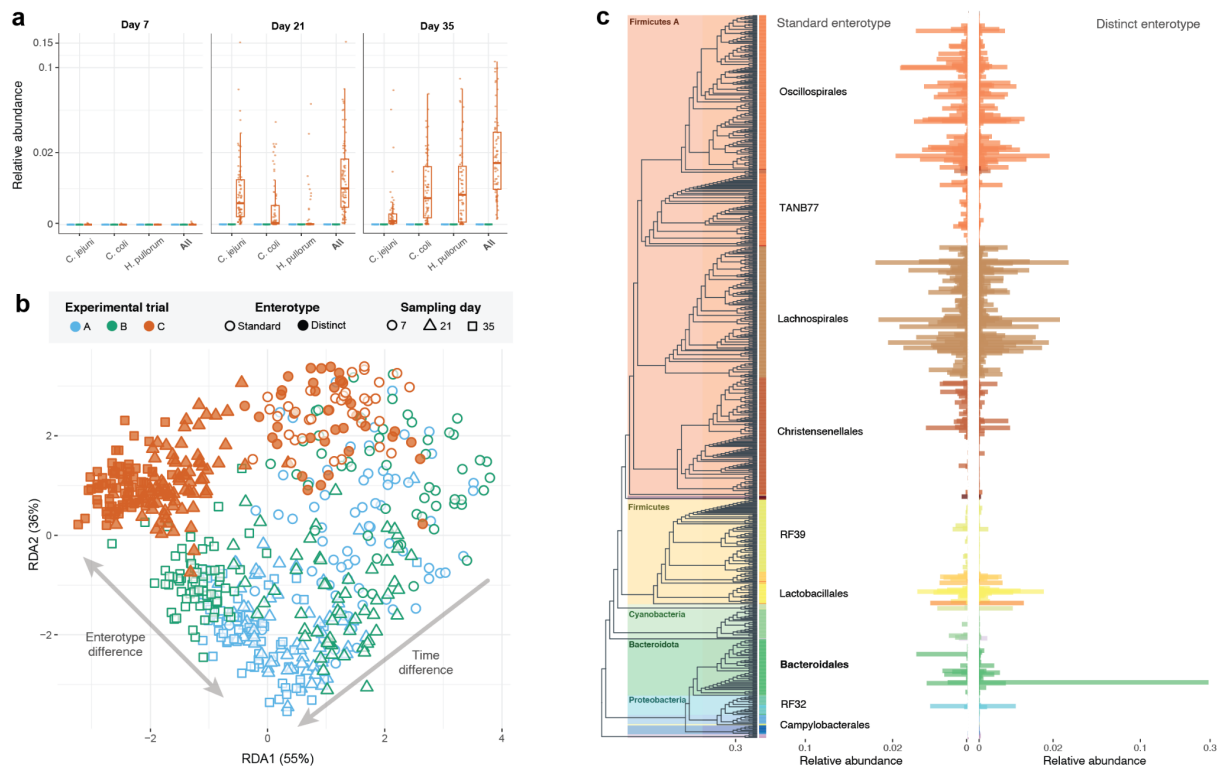 a
Day 7
Day 21
Day 35
0.15
0.02
0
Relative abundance
C. jejuni
C. coli
H. pullorum
All
C. jejuni
C. coli
H. pullorum
All
C. jejuni
C. coli
H. pullorum
All
b
Experimental trial
A B C
Enterotype
Standard Distinct
Sampling day
7 21 35
2
0
−2
RDA2 (36%)
Enterotype
difference
Time
difference
−2 0 2 4
RDA1 (55%)
c
Standard enterotype
Distinct enterotype
Firmicutes A
Oscillospirales
TANB77
Lachnospirales
Christensenellales
Firmicutes
RF39
Lactobacillales
Cyanobacteria
Bacteroidota
Bacteroidales
Proteobacteria
RF32
Campylobacterales
0.3
0.02 0
Relative abundance
0 0.02 0.1 0.3
Relative abundance